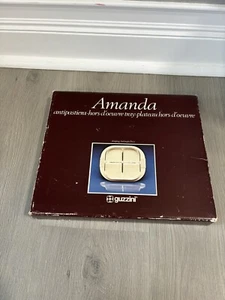 Amanda
antipastiera-hors d'oeuvre tray-plateau hors d'oeuvre
guzzini